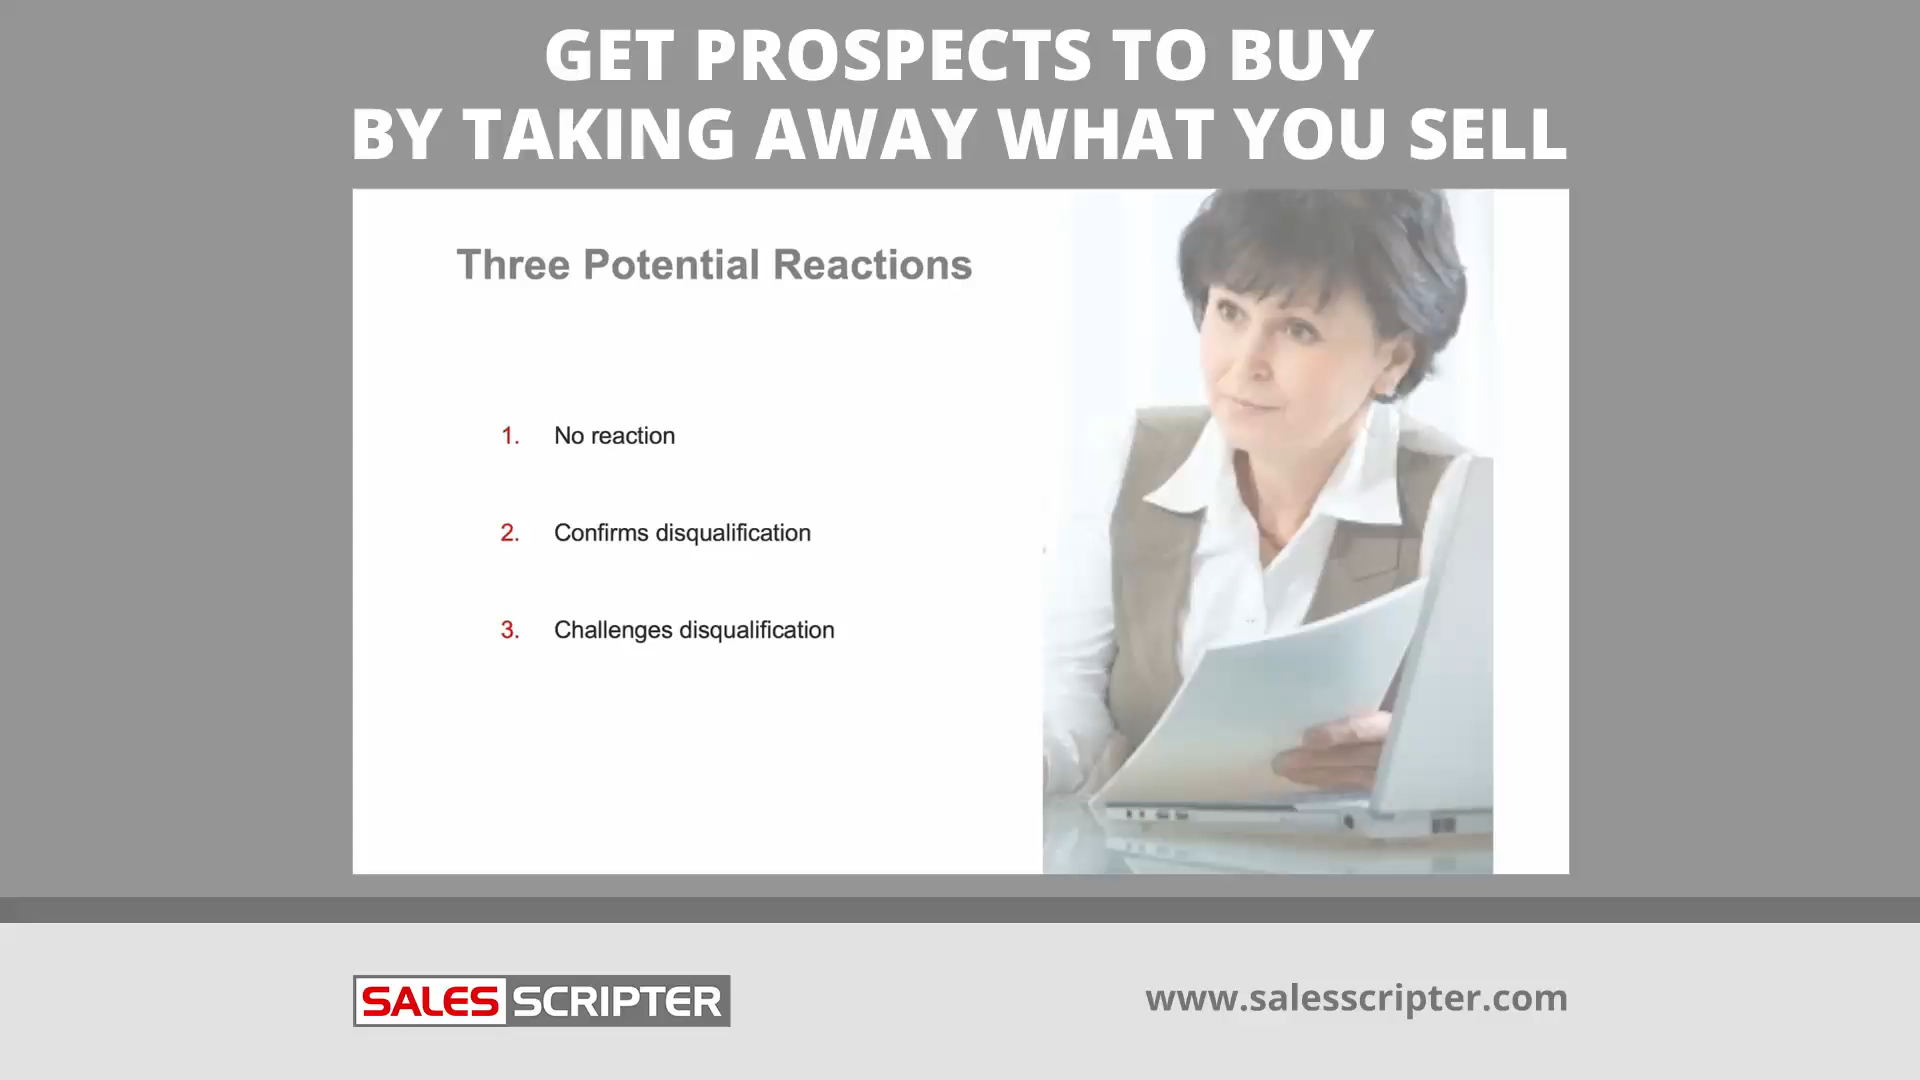 GET PROSPECTS TO BUY
BY TAKING AWAY WHAT YOU SELL
Three Potential Reactions
1. No reaction
2. Confirms disqualification
3. Challenges disqualification
SALES SCRIPTER
www.salesscripter.com